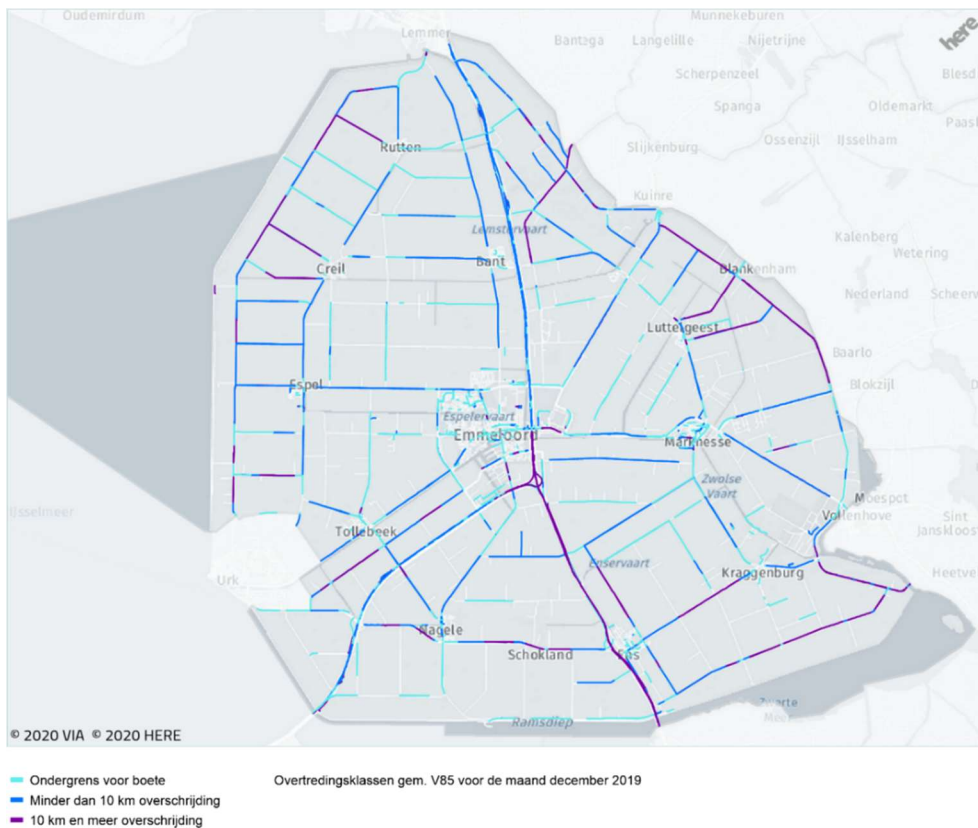 Oudemirdum
Munnekeburen
Lemmer
Bantega
Langelille
Nijetrijne
here
Scherpenzeel
Blesd
Spanga
Oldemarkt
Paas
Rutten
Slijkenburg
Ossenzijl
IJsselham
Kuinre
Lemstervaart
Kalenberg
Wetering
Creil
Bant
Blankenham
Nederland
Scheerw
Luttelgeest
Baarlo
Espel
Blokzijl
Espelervaart
Emmeloord
Marknesse
Zwolse
Vaart
Moespot
IJsselmeer
Vollenhove
Sint
Jansklooste
Tollebeek
Urk
Enservaart
Kraggenburg
Heetve
Nagele
Schokland
Ens
Zwarte
Meer
Ramsdiep
© 2020 VIA © 2020 HERE
Ondergrens voor boete
Overtredingsklassen gem. V85 voor de maand december 2019
Minder dan 10 km overschrijding
10 km en meer overschrijding